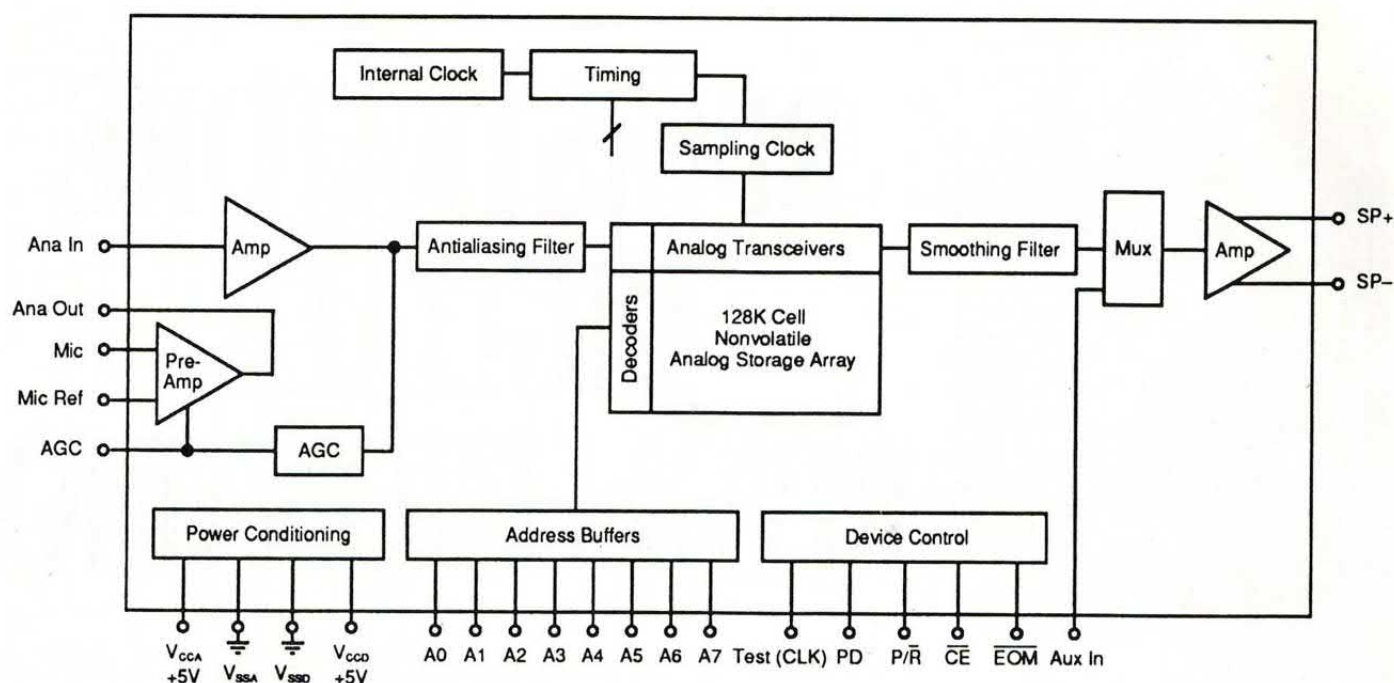 Internal Clock
Timing
Sampling Clock
Ana In
Amp
Antialiasing Filter
Analog Transceivers
Smoothing Filter
Mux
Amp
SP+
SP–
Ana Out
Mic
Pre-
Amp
Mic Ref
AGC
AGC
Decoders
128K Cell
Nonvolatile
Analog Storage Array
Power Conditioning
Address Buffers
Device Control
VCCA
+5V
VSSA
VSSD
VCCD
+5V
A0 A1 A2 A3 A4 A5 A6 A7 Test (CLK) PD P/R̅ C̅E̅ E̅O̅M̅ Aux In